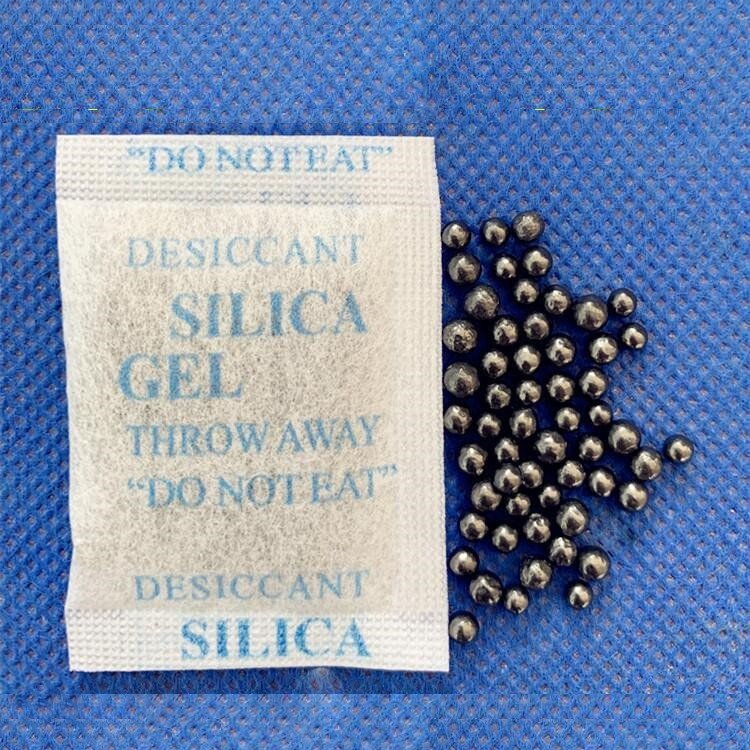 “DO NOT EAT”
DESICCANT
SILICA
GEL
THROW AWAY
“DO NOT EAT”
DESICCANT
SILICA